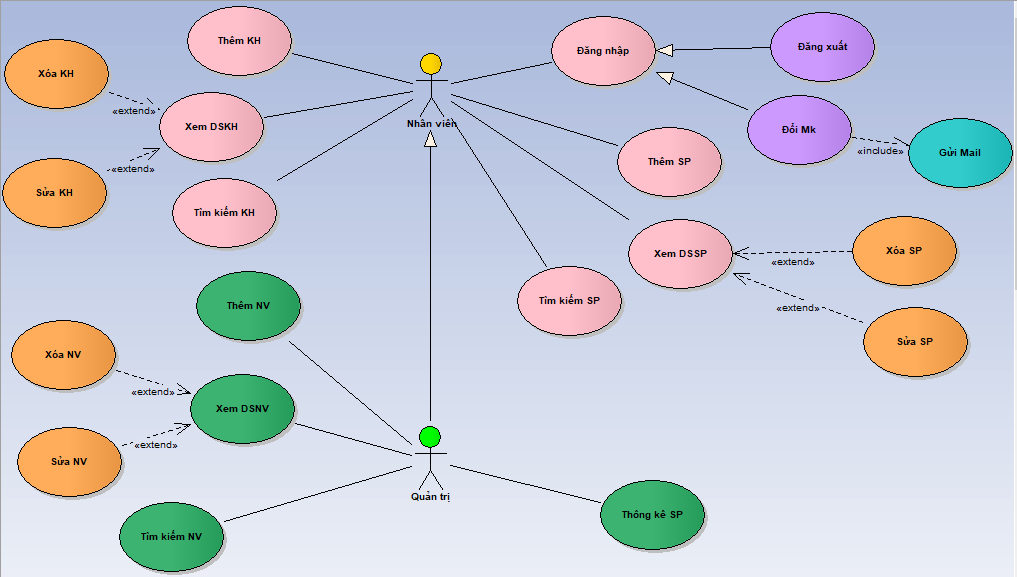 Thêm KH
Đăng nhập
Đăng xuất
Xóa KH
«extend»
Xem DSKH
Nhân viên
Đổi Mk
«include»
Gửi Mail
Thêm SP
«extend»
Sửa KH
Tìm kiếm KH
Xem DSSP
Xóa SP
«extend»
Thêm NV
Tìm kiếm SP
«extend»
Sửa SP
Xóa NV
«extend»
Xem DSNV
«extend»
Sửa NV
Quản trị
Thống kê SP
Tìm kiếm NV